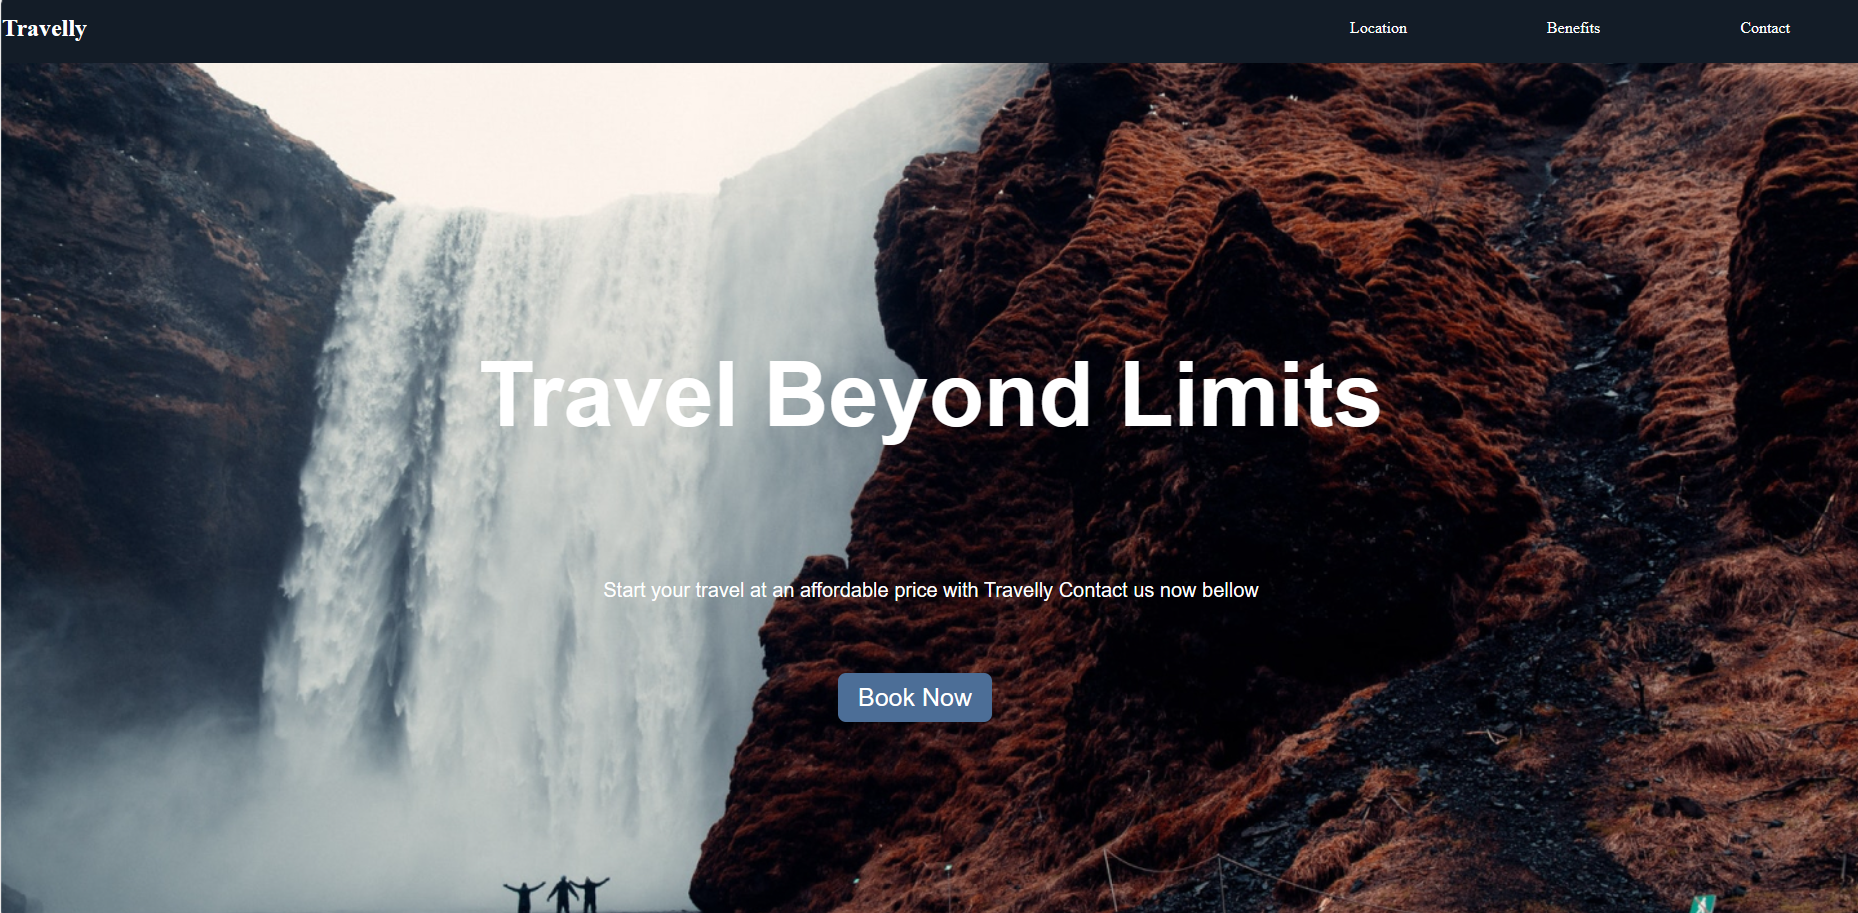 Travelly
Location
Benefits
Contact
Travel Beyond Limits
Start your travel at an affordable price with Travelly Contact us now bellow
Book Now